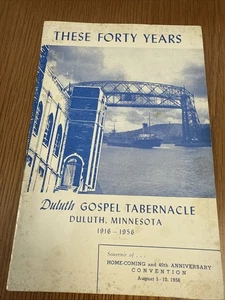 THESE FORTY YEARS
Duluth GOSPEL TABERNACLE
DULUTH, MINNESOTA
1916 - 1956
Souvenir of . . .
HOME-COMING and 40th ANNIVERSARY
CONVENTION
August 5-10, 1956